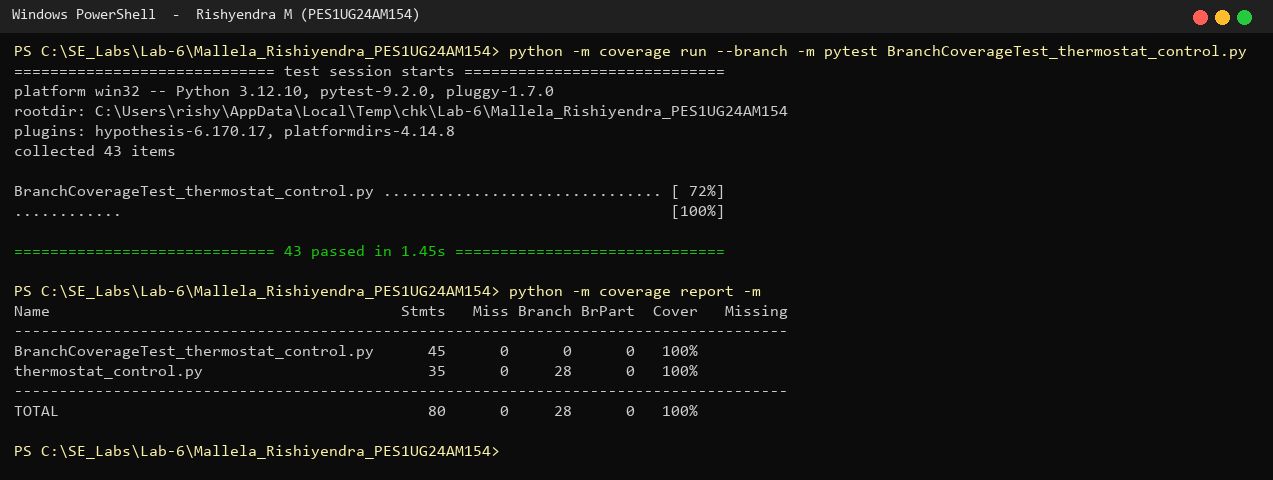 Windows PowerShell  -  Rishyendra M (PES1UG24AM154)
PS C:\SE_Labs\Lab-6\Mallela_Rishiyendra_PES1UG24AM154> python -m coverage run --branch -m pytest BranchCoverageTest_thermostat_control.py
============================= test session starts =============================
platform win32 -- Python 3.12.10, pytest-9.2.0, pluggy-1.7.0
rootdir: C:\Users\rishy\AppData\Local\Temp\chk\Lab-6\Mallela_Rishiyendra_PES1UG24AM154
plugins: hypothesis-6.170.17, platformdirs-4.14.8
collected 43 items
BranchCoverageTest_thermostat_control.py ............................... [ 72%]
............                                                             [100%]
============================= 43 passed in 1.45s ==============================
PS C:\SE_Labs\Lab-6\Mallela_Rishiyendra_PES1UG24AM154> python -m coverage report -m
Name                                       Stmts   Miss Branch BrPart  Cover   Missing
--------------------------------------------------------------------------------------
BranchCoverageTest_thermostat_control.py      45      0      0      0   100%
thermostat_control.py                         35      0     28      0   100%
--------------------------------------------------------------------------------------
TOTAL                                         80      0     28      0   100%
PS C:\SE_Labs\Lab-6\Mallela_Rishiyendra_PES1UG24AM154>